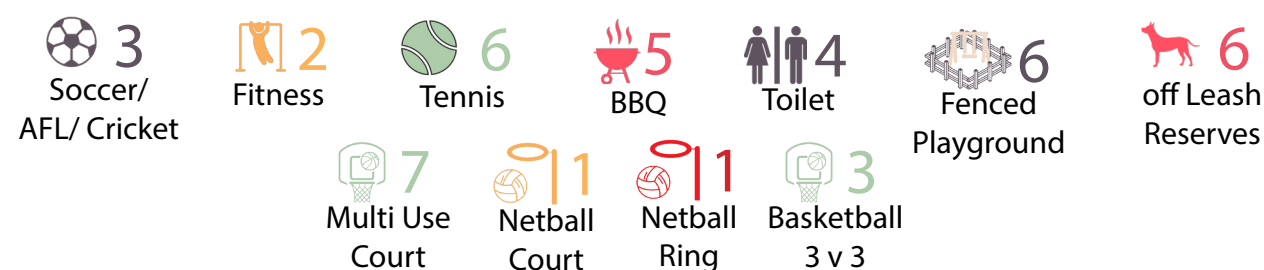 3
Soccer/
AFL/ Cricket
2
Fitness
6
Tennis
5
BBQ
4
Toilet
6
Fenced
Playground
6
off Leash
Reserves
7
Multi Use
Court
1
Netball
Court
1
Netball
Ring
3
Basketball
3 v 3